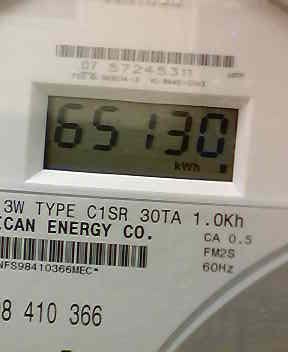 07 57245311
65130
kWh
3W TYPE C1SR 30TA 1.0Kh
ICAN ENERGY CO.
CA 0.5
FM2S
60Hz
NFS98410366MEC*
8 410 366